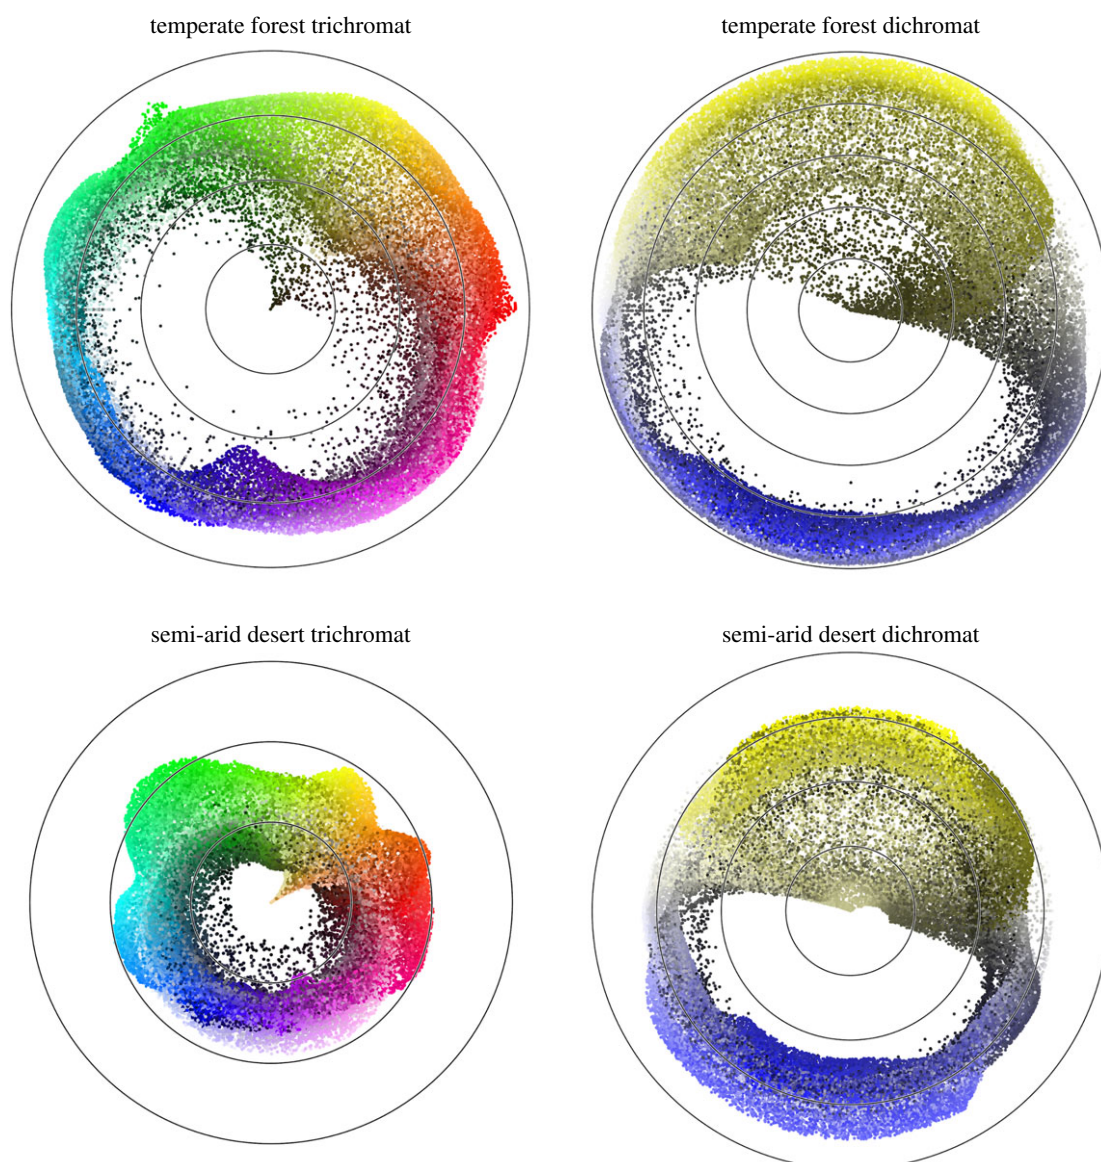 temperate forest trichromat
temperate forest dichromat
semi-arid desert trichromat
semi-arid desert dichromat